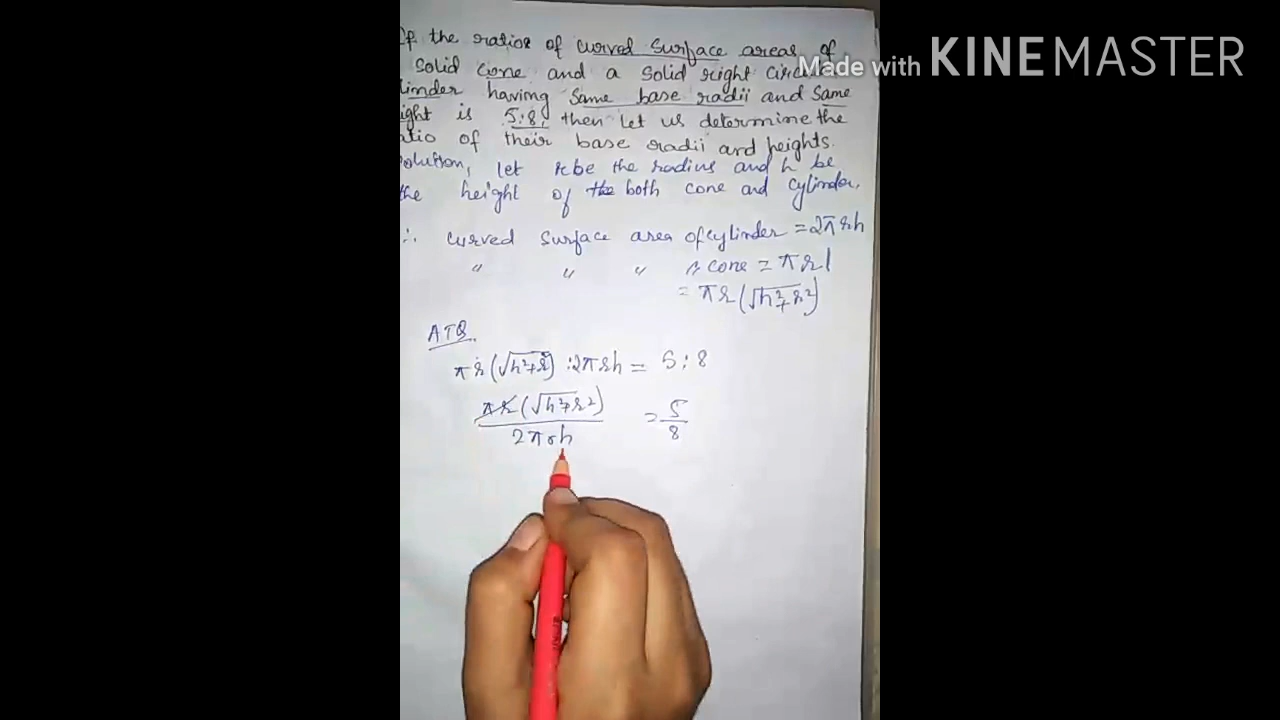 If the ratios of curved surface areas of
solid cone and a solid right circular
linder having same base radii and same
ight is 5:8, then let us determine the
atio of their base radii and heights.
olution, let r be the radius and h be
the height of the both cone and cylinder.
∴ curved surface area of cylinder = 2πrh
" " " " cone = πrl
= πr(√h²+r²)
ATQ
πr(√h²+r²) : 2πrh = 5:8
πr(√h²+r²)/2πrh = 5/8
Made with KINEMASTER